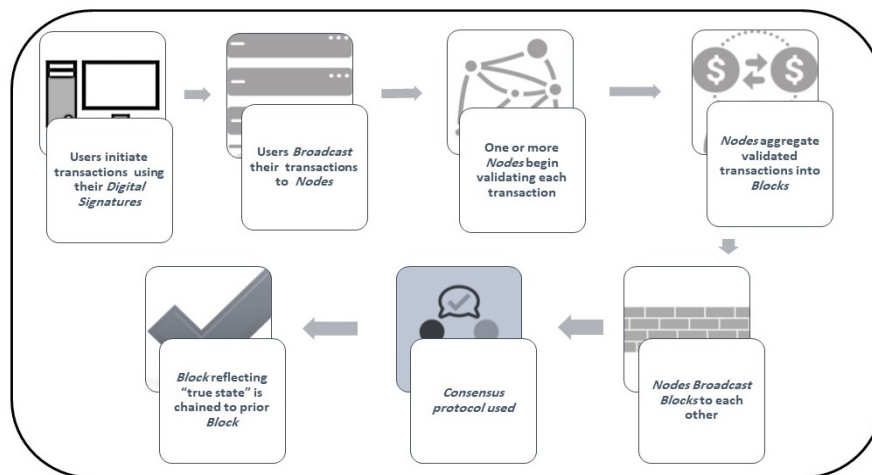 Users initiate
transactions using
their Digital
Signatures
Users Broadcast
their transactions
to Nodes
One or more
Nodes begin
validating each
transaction
Nodes aggregate
validated
transactions into
Blocks
Nodes Broadcast
Blocks to each
other
Consensus
protocol used
Block reflecting
“true state” is
chained to prior
Block